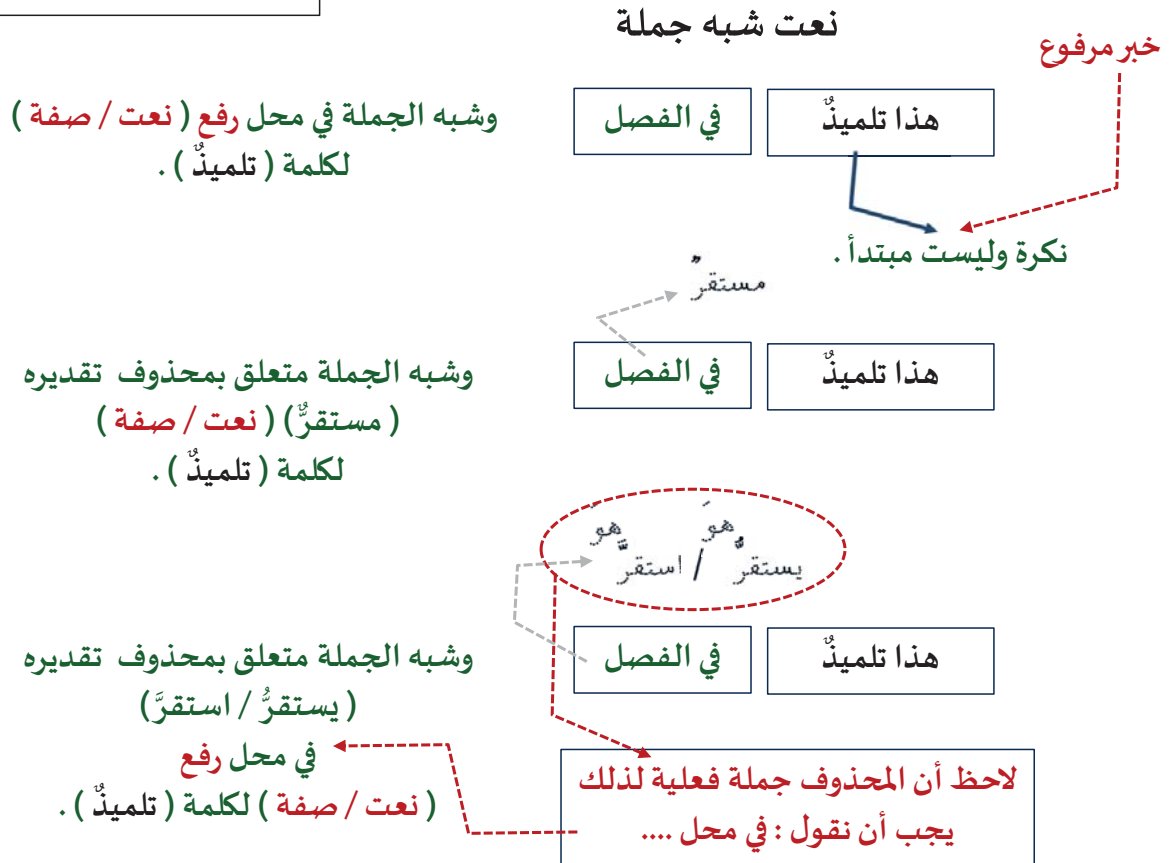 نعت شبه جملة
خبر مرفوع
هذا تلميذٌ
في الفصل
وشبه الجملة في محل رفع ( نعت / صفة )
لكلمة ( تلميذٌ ) .
نكرة وليست مبتدأ .
مستقرٌ
هذا تلميذٌ
في الفصل
وشبه الجملة متعلق بمحذوف تقديره
( مستقرٌّ) ( نعت / صفة )
لكلمة ( تلميذٌ ) .
يستقرُّ هوَ / استقرَّ هوَ
هذا تلميذٌ
في الفصل
وشبه الجملة متعلق بمحذوف تقديره
( يستقرُّ / استقرَّ)
في محل رفع
( نعت / صفة ) لكلمة ( تلميذٌ ) .
لاحظ أن المحذوف جملة فعلية لذلك
يجب أن نقول : في محل ....